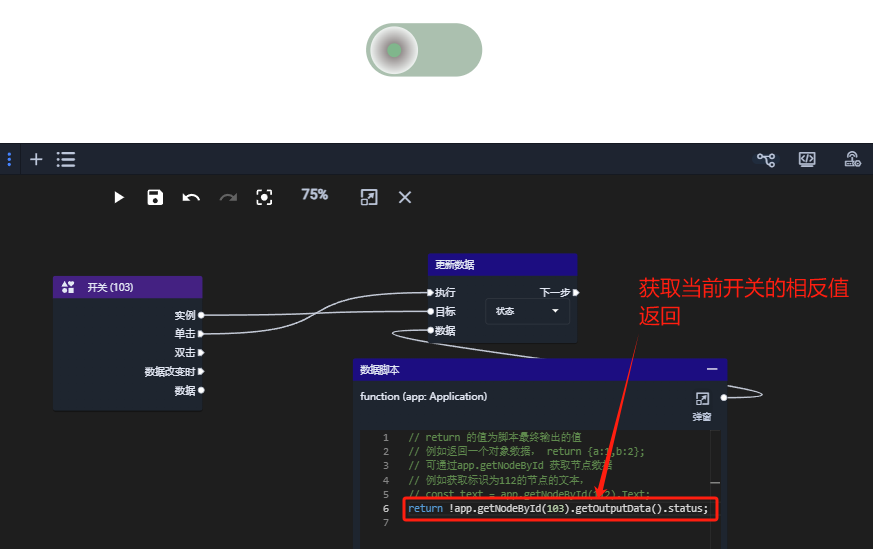 75%
更新数据
开关 (103)
执行
下一步
实例
目标
状态
单击
数据
双击
数据改变时
数据
获取当前开关的相反值
返回
数据脚本
function (app: Application)
弹窗
1 // return 的值为脚本最终输出的值
2 // 例如返回一个对象数据， return {a:1,b:2};
3 // 可通过app.getNodeById 获取节点数据
4 // 例如获取标识为112的节点的文本，
5 // const text = app.getNodeById(112).Text;
6 return !app.getNodeById(103).getOutputData().status;
7